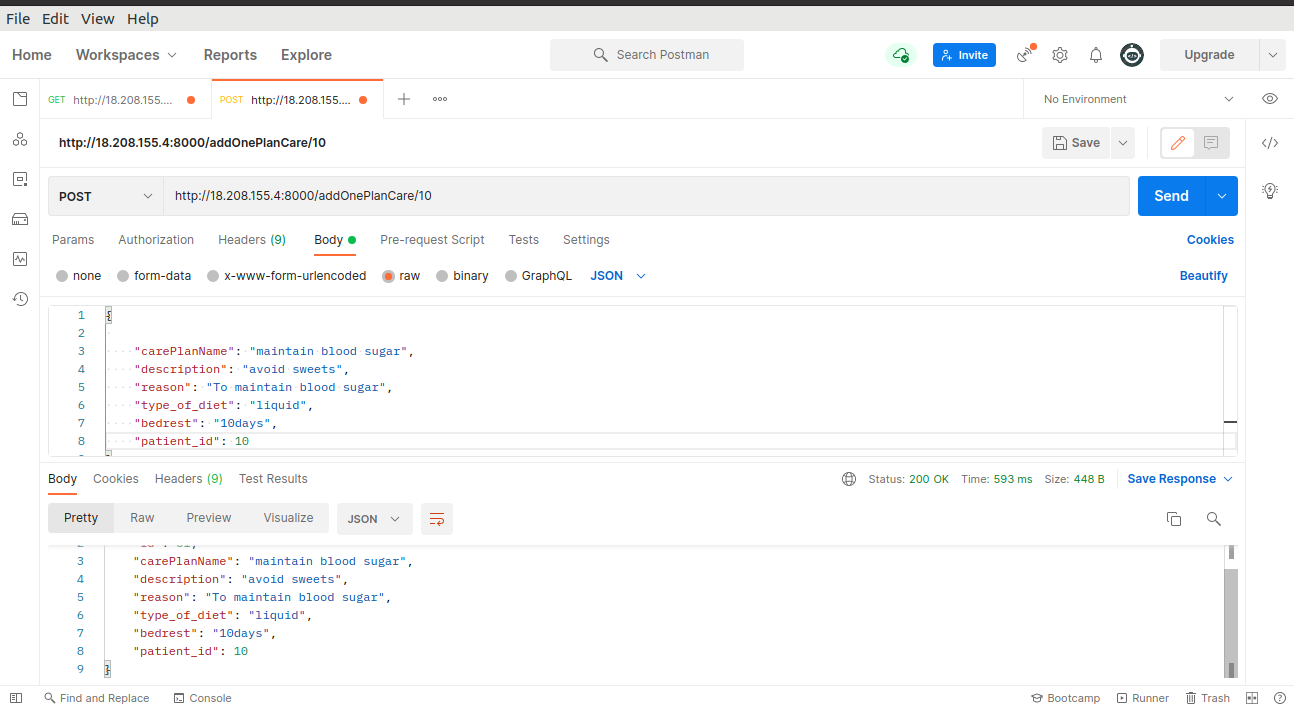 File Edit View Help
Home Workspaces Reports Explore Search Postman Invite Upgrade
GET http://18.208.155.... POST http://18.208.155.... No Environment
http://18.208.155.4:8000/addOnePlanCare/10 Save
POST http://18.208.155.4:8000/addOnePlanCare/10 Send
Params Authorization Headers (9) Body Pre-request Script Tests Settings Cookies
none form-data x-www-form-urlencoded raw binary GraphQL JSON Beautify
1 {
2
3 "carePlanName": "maintain blood sugar",
4 "description": "avoid sweets",
5 "reason": "To maintain blood sugar",
6 "type_of_diet": "liquid",
7 "bedrest": "10days",
8 "patient_id": 10
Body Cookies Headers (9) Test Results Status: 200 OK Time: 593 ms Size: 448 B Save Response
Pretty Raw Preview Visualize JSON
3 "carePlanName": "maintain blood sugar",
4 "description": "avoid sweets",
5 "reason": "To maintain blood sugar",
6 "type_of_diet": "liquid",
7 "bedrest": "10days",
8 "patient_id": 10
9 }
Find and Replace Console Bootcamp Runner Trash